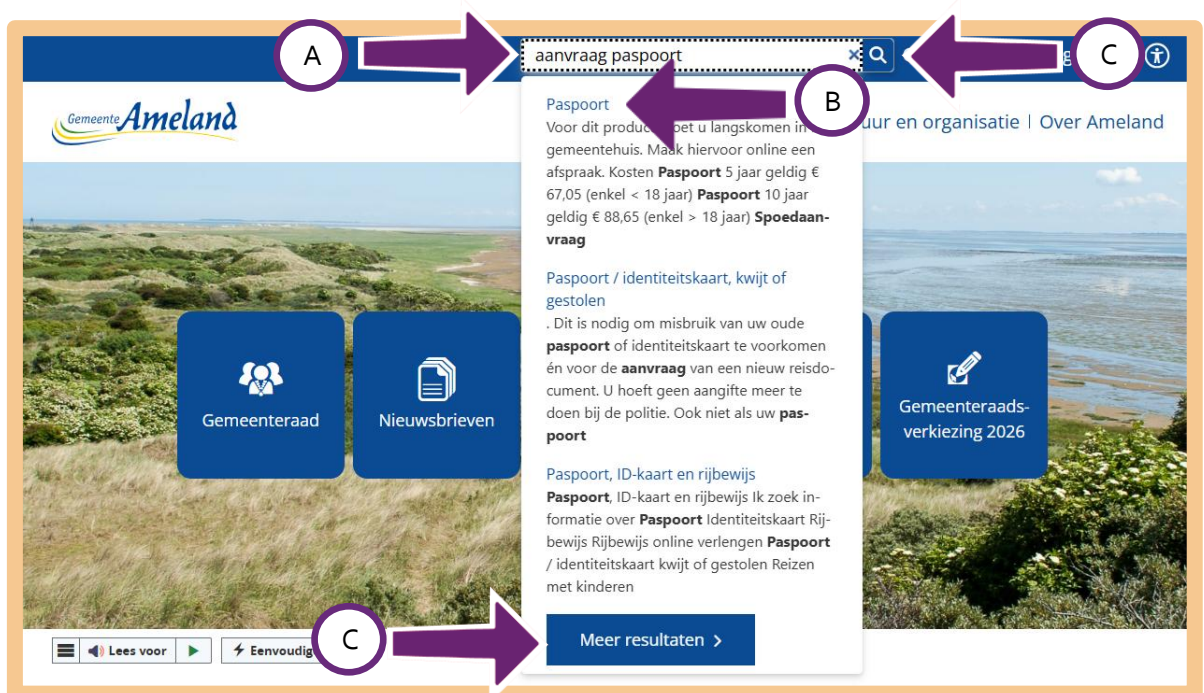 A
aanvraag paspoort
C
B
Gemeente Ameland
uur en organisatie | Over Ameland
Paspoort
Voor dit produc et u langskomen in
gemeentehuis. Maak hiervoor online een
afspraak. Kosten Paspoort 5 jaar geldig €
67,05 (enkel < 18 jaar) Paspoort 10 jaar
geldig € 88,65 (enkel > 18 jaar) Spoedaan-
vraag
Paspoort / identiteitskaart, kwijt of
gestolen
. Dit is nodig om misbruik van uw oude
paspoort of identiteitskaart te voorkomen
én voor de aanvraag van een nieuw reisdo-
cument. U hoeft geen aangifte meer te
doen bij de politie. Ook niet als uw pas-
poort
Gemeenteraad
Nieuwsbrieven
Gemeenteraads-
verkiezing 2026
Paspoort, ID-kaart en rijbewijs
Paspoort, ID-kaart en rijbewijs Ik zoek in-
formatie over Paspoort Identiteitskaart Rij-
bewijs Rijbewijs online verlengen Paspoort
/ identiteitskaart kwijt of gestolen Reizen
met kinderen
Meer resultaten >
C
Lees voor
Eenvoudig